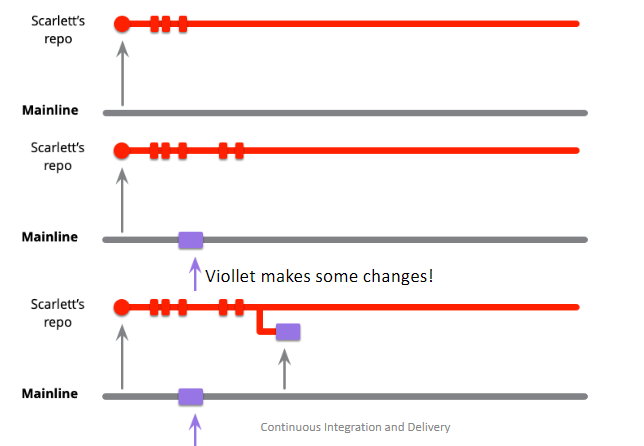 Scarlett's
repo
Mainline
Scarlett's
repo
Mainline
Viollet makes some changes!
Scarlett's
repo
Mainline
Continuous Integration and Delivery